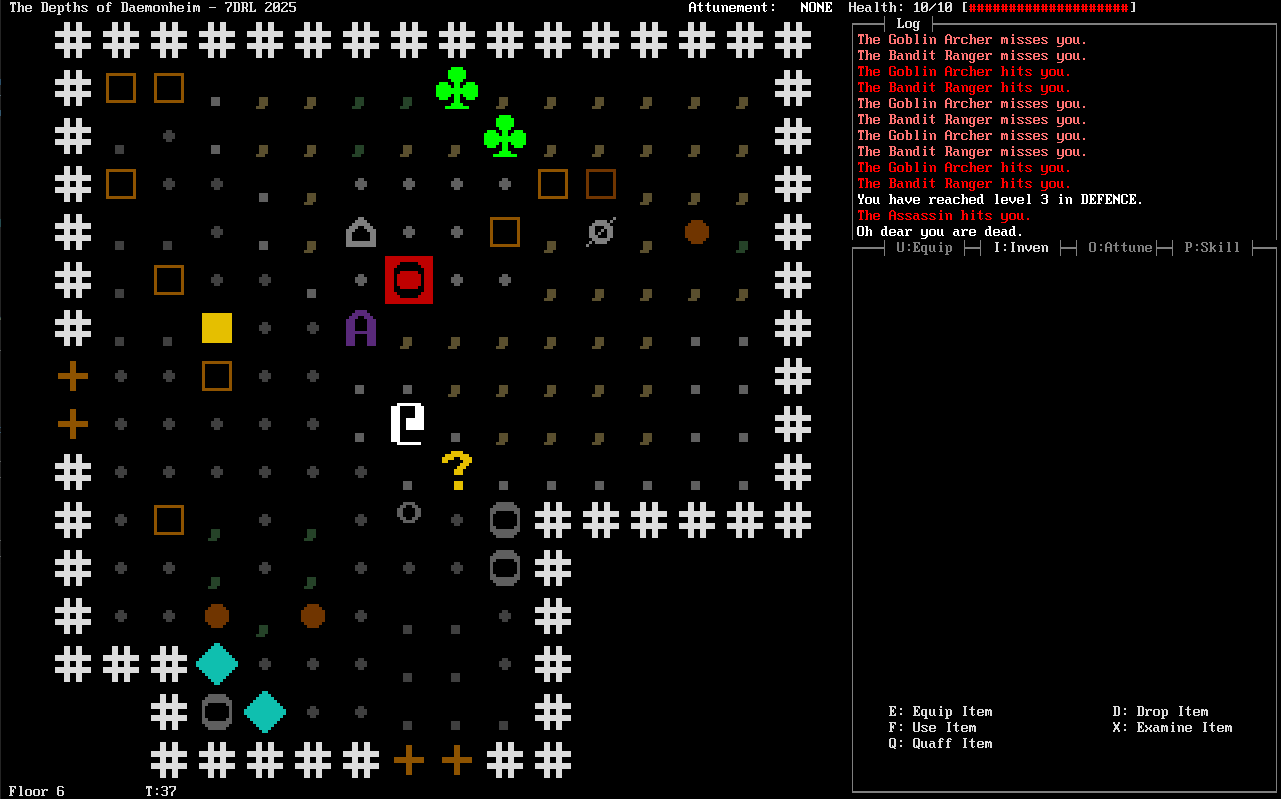 The Depths of Daemonheim - 7DRL 2025
Attunement: NONE
Health: 10/10 [####################]
Log
The Goblin Archer misses you.
The Bandit Ranger misses you.
The Goblin Archer hits you.
The Bandit Ranger hits you.
The Goblin Archer misses you.
The Bandit Ranger misses you.
The Goblin Archer misses you.
The Bandit Ranger misses you.
The Goblin Archer hits you.
The Bandit Ranger hits you.
You have reached level 3 in DEFENCE.
The Assassin hits you.
Oh dear you are dead.
U:Equip I:Inven O:Attune P:Skill
E: Equip Item D: Drop Item
F: Use Item X: Examine Item
Q: Quaff Item
Floor 6 T:37